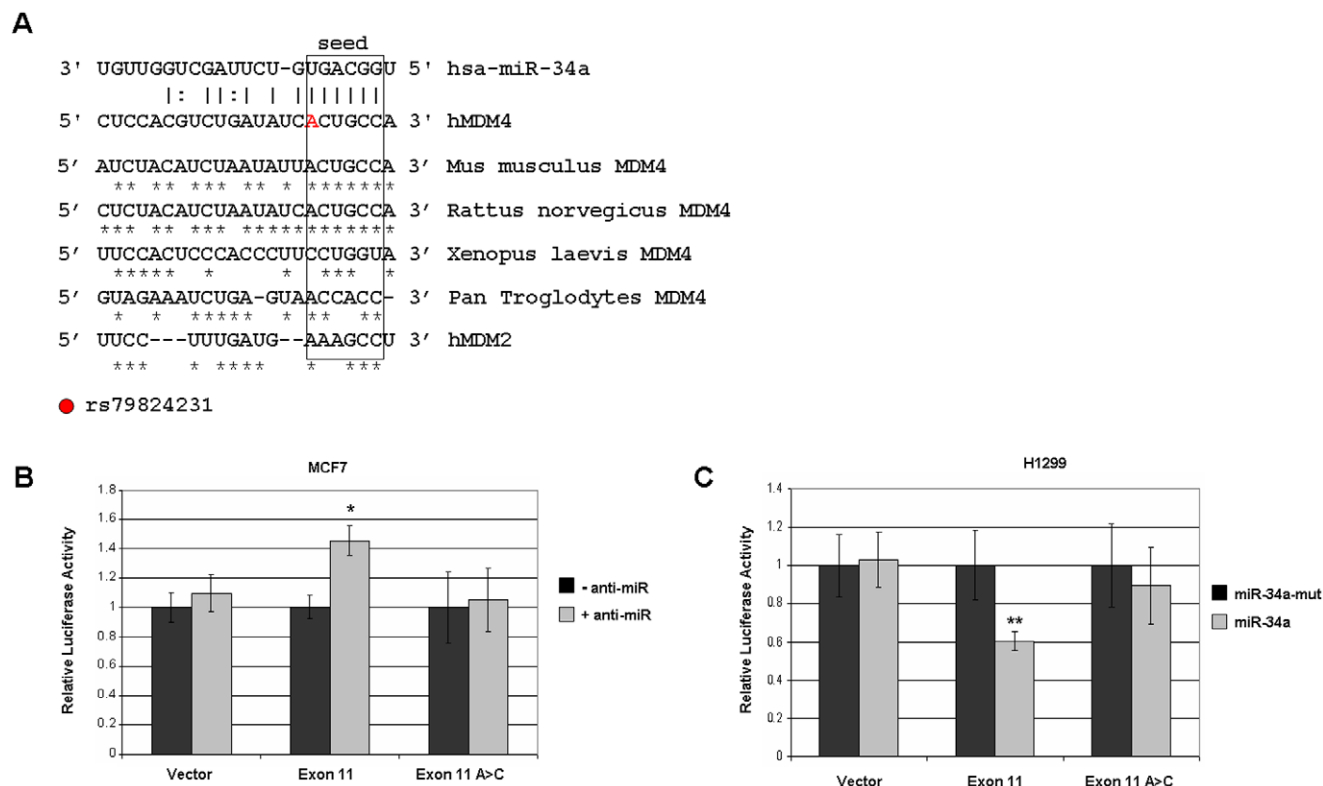 A
seed
3' UGUUGGUCGAUUCU-GUGACGGU 5' hsa-miR-34a
|: ||:| | |||||||
5' CUCCACGUCUGAUAUCACUGCCA 3' hMDM4
5′ AUCUACAUCUAAUAUUACUGCCA 3′ Mus musculus MDM4
** ** *** ** * *******
5′ CUCUACAUCUAAUAUCACUGCCA 3′ Rattus norvegicus MDM4
*** ** *** ************
5′ UUCCACUCCCACCCUUCCUGGUA 3′ Xenopus laevis MDM4
***** * * *** *
5′ GUAGAAAUCUGA-GUAACCACC- 3′ Pan Troglodytes MDM4
* * ***** *** **
5′ UUCC---UUUGAUG--AAAGCCU 3′ hMDM2
*** * **** * ***
rs79824231
B
MCF7
Relative Luciferase Activity
1.8
1.6
1.4
1.2
1
0.8
0.6
0.4
0.2
0
*
Vector Exon 11 Exon 11 A>C
- anti-miR
+ anti-miR
C
H1299
Relative Luciferase Activity
1.4
1.2
1
0.8
0.6
0.4
0.2
0
**
Vector Exon 11 Exon 11 A>C
miR-34a-mut
miR-34a